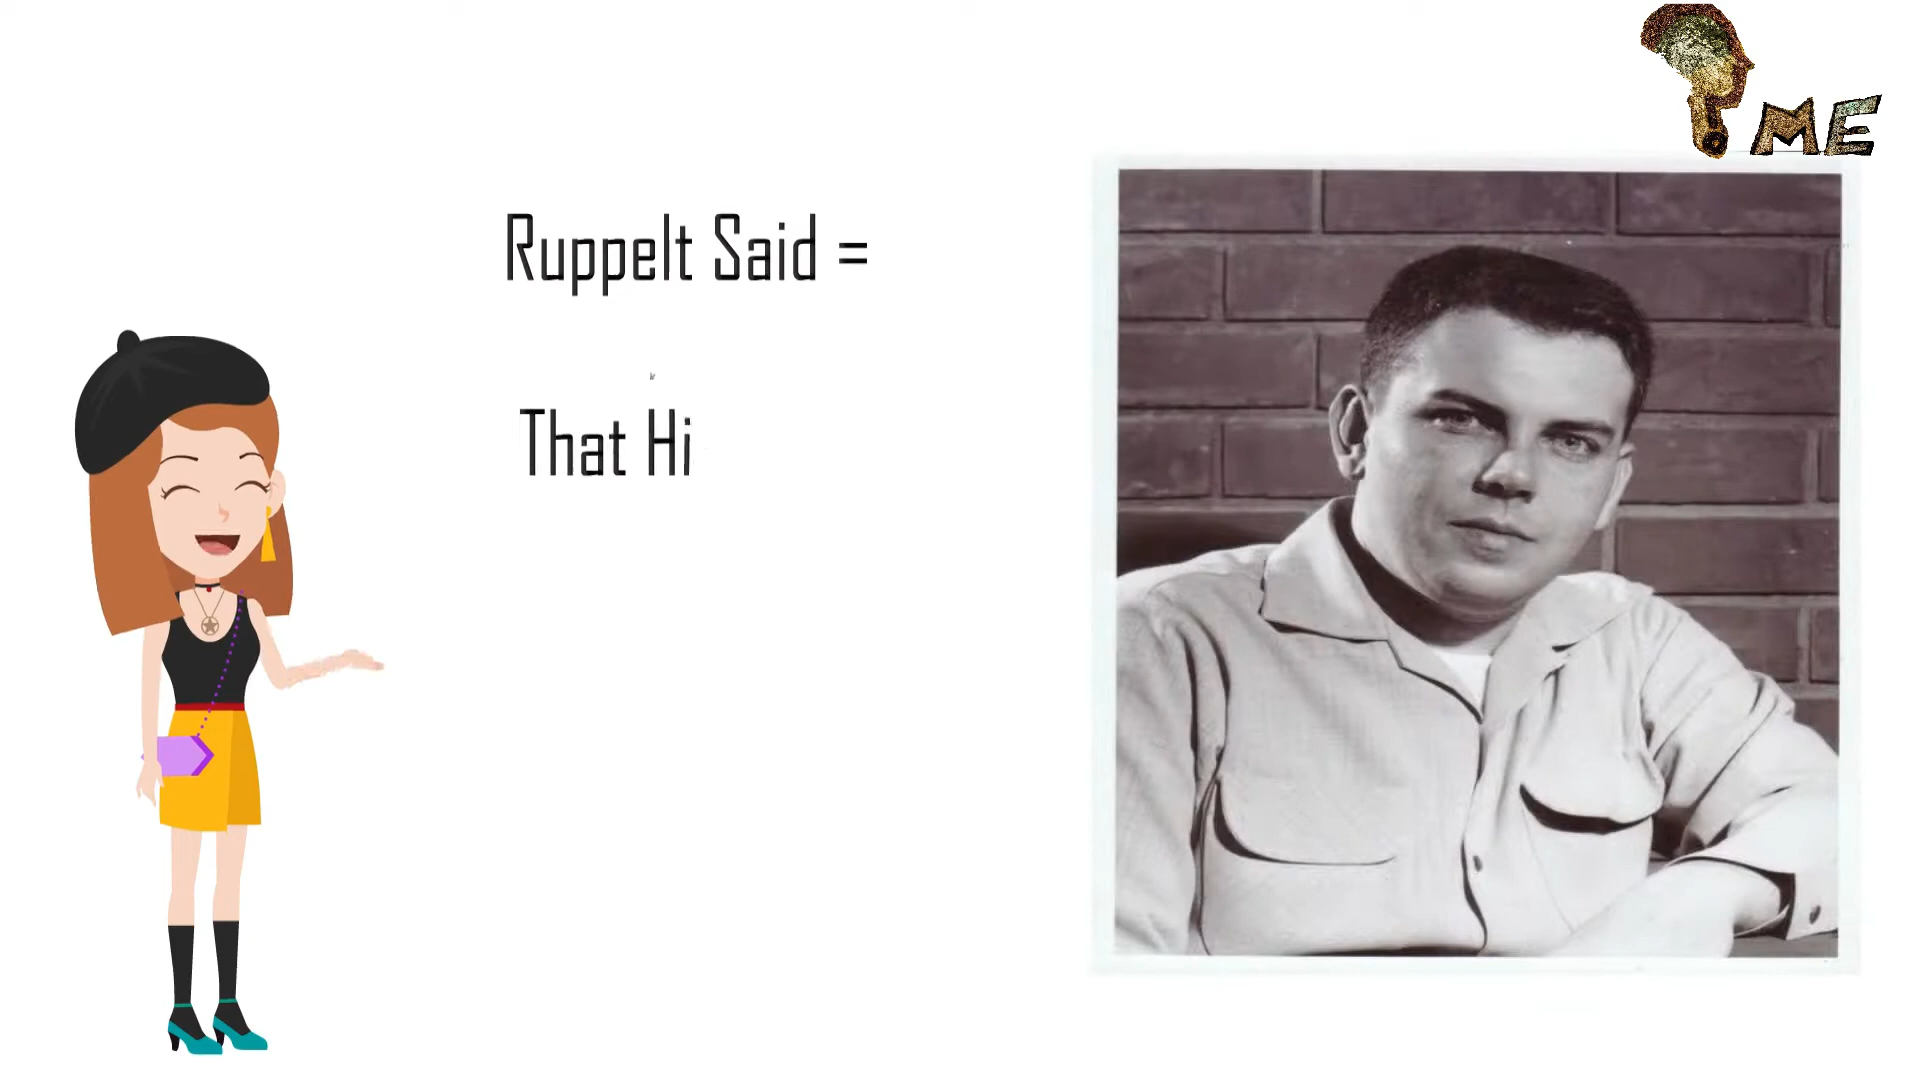 ME
Ruppelt Said =
That Hi